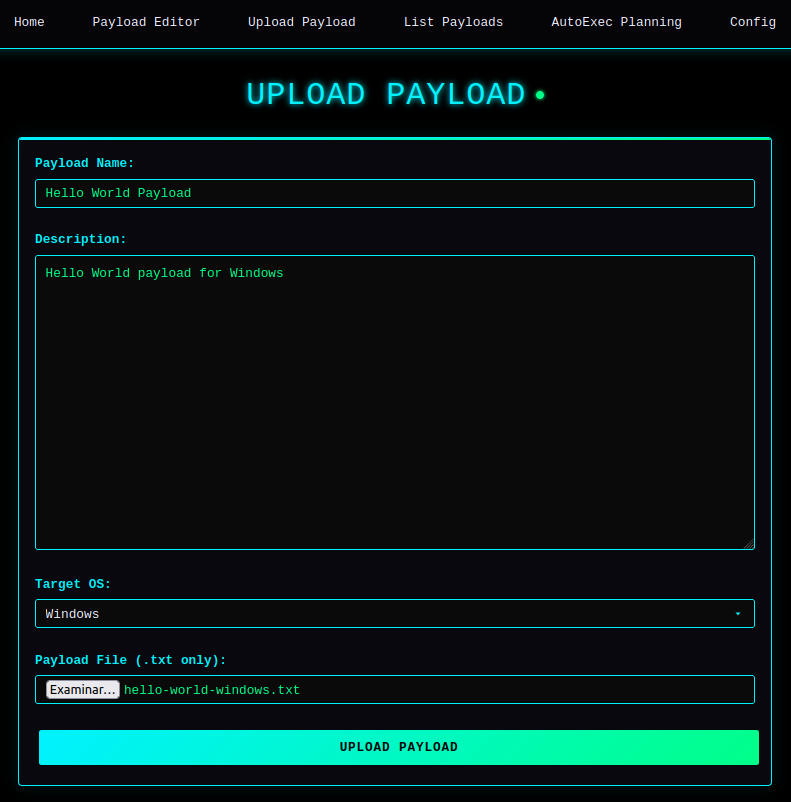 Home Payload Editor Upload Payload List Payloads AutoExec Planning Config
UPLOAD PAYLOAD
Payload Name:
Hello World Payload
Description:
Hello World payload for Windows
Target OS:
Windows
Payload File (.txt only):
Examinar... hello-world-windows.txt
UPLOAD PAYLOAD